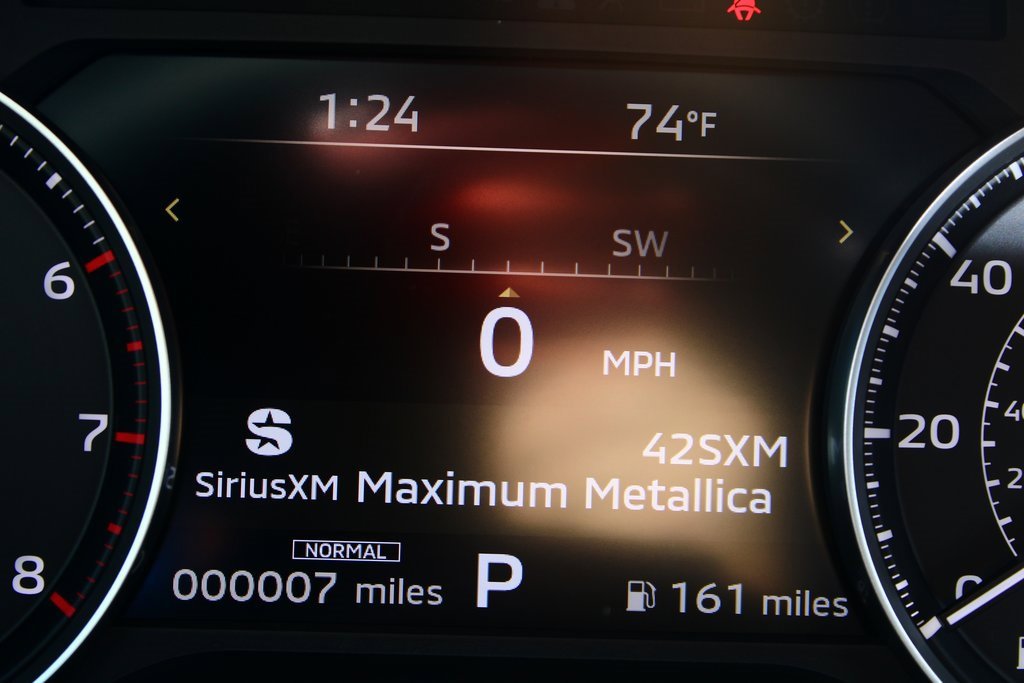 1:24 74°F
S SW
0 MPH
42SXM
SiriusXM Maximum Metallica
NORMAL
000007 miles P 161 miles
6
7
8
40
20
0